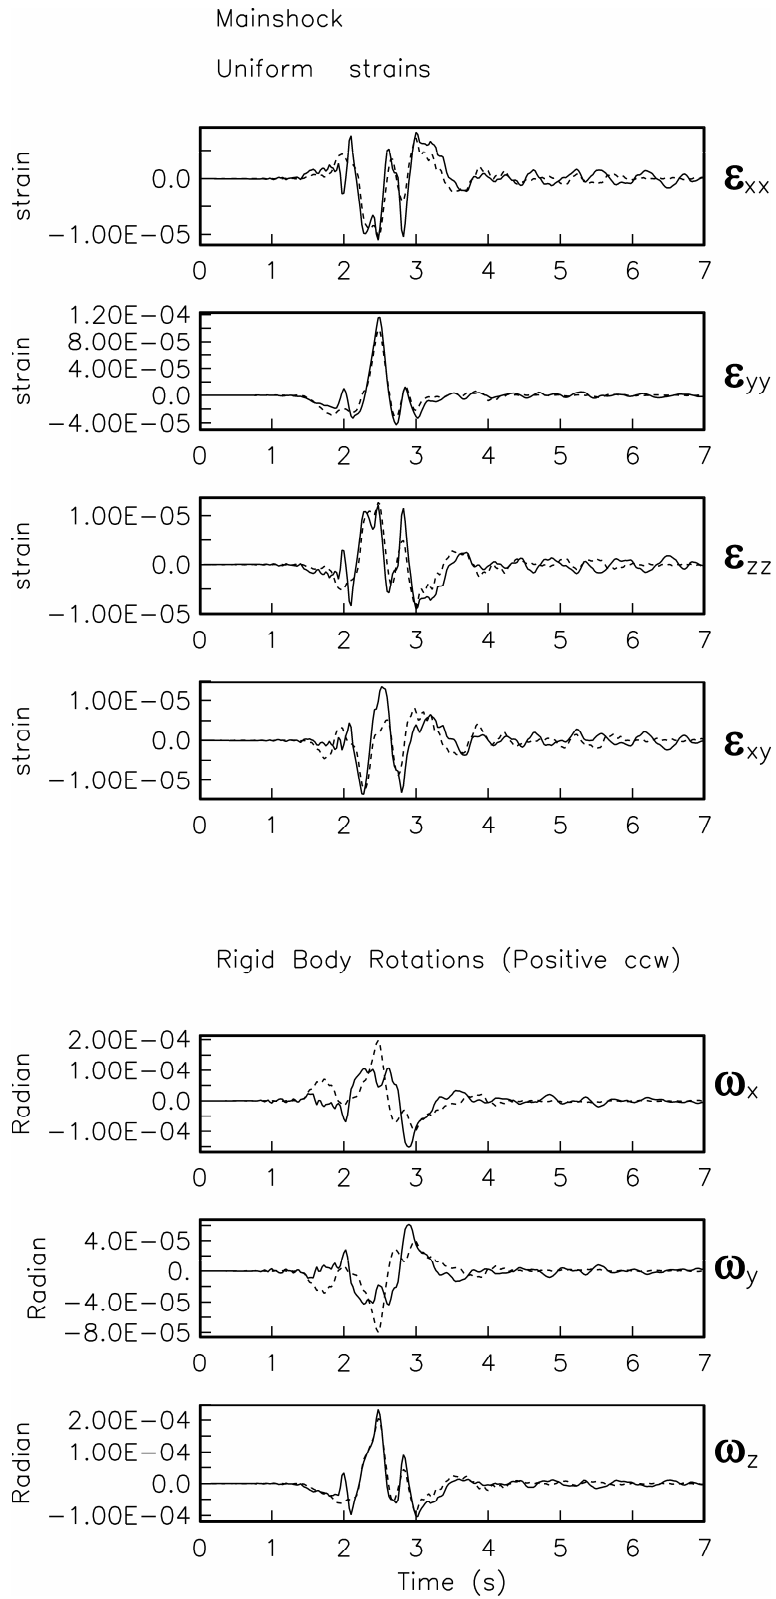 Mainshock
Uniform strains
strain
0.0
−1.00E−05
0 1 2 3 4 5 6 7
εxx
strain
1.20E−04
8.00E−05
4.00E−05
0.0
−4.00E−05
0 1 2 3 4 5 6 7
εyy
strain
1.00E−05
0.0
−1.00E−05
0 1 2 3 4 5 6 7
εzz
strain
1.00E−05
0.0
−1.00E−05
0 1 2 3 4 5 6 7
εxy
Rigid Body Rotations (Positive ccw)
Radian
2.00E−04
1.00E−04
0.0
−1.00E−04
0 1 2 3 4 5 6 7
ωx
Radian
4.0E−05
0.
−4.0E−05
−8.0E−05
0 1 2 3 4 5 6 7
ωy
Radian
2.00E−04
1.00E−04
0.0
−1.00E−04
0 1 2 3 4 5 6 7
ωz
Time (s)